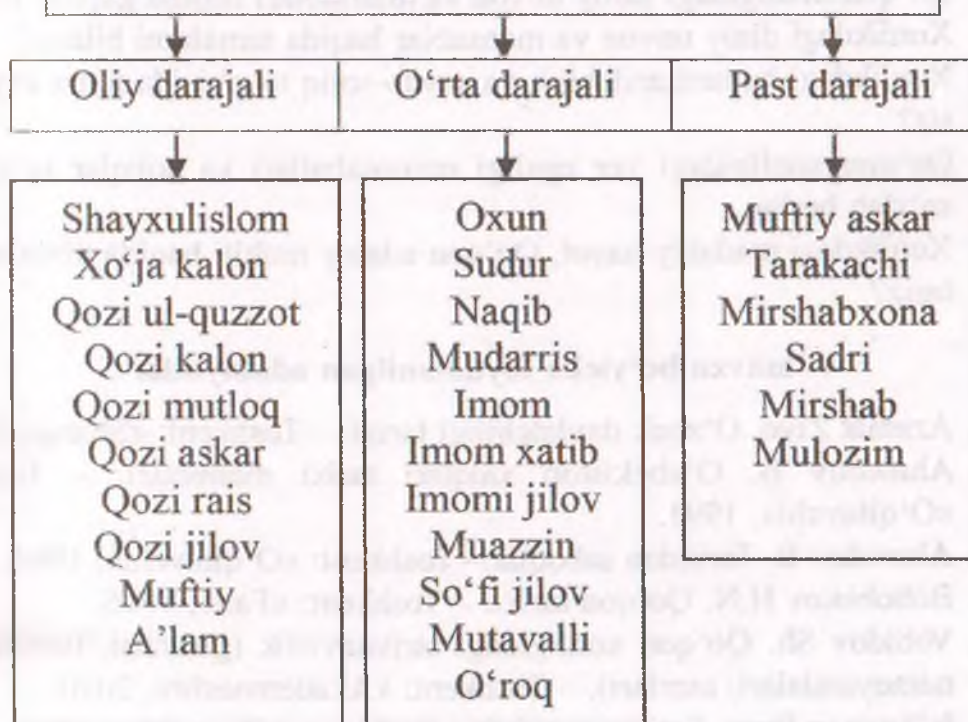 Oliy darajali
O‘rta darajali
Past darajali
Shayxulislom
Xo‘ja kalon
Qozi ul-quzzot
Qozi kalon
Qozi mutloq
Qozi askar
Qozi rais
Qozi jilov
Muftiy
A’lam
Oxun
Sudur
Naqib
Mudarris
Imom
Imom xatib
Imomi jilov
Muazzin
So‘fi jilov
Mutavalli
O‘roq
Muftiy askar
Tarakachi
Mirshabxona
Sadri
Mirshab
Mulozim